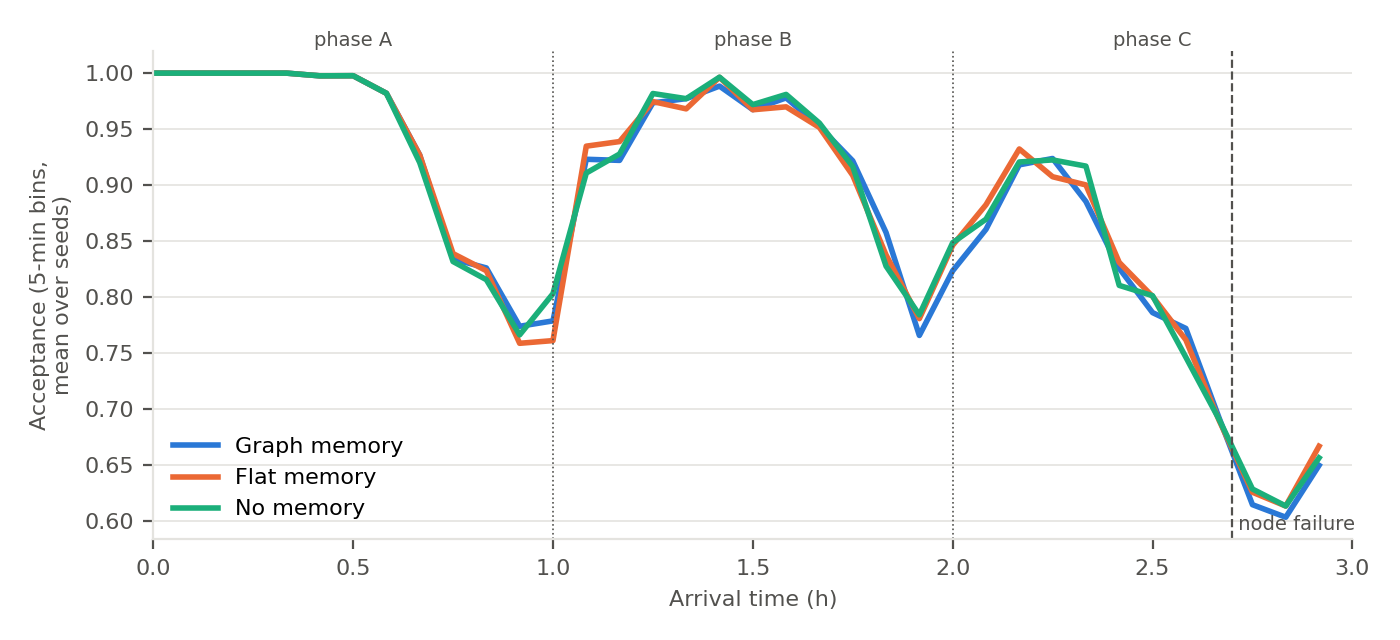 phase A
phase B
phase C
Acceptance (5-min bins,
mean over seeds)
1.00
0.95
0.90
0.85
0.80
0.75
0.70
0.65
0.60
Graph memory
Flat memory
No memory
node failure
0.0
0.5
1.0
1.5
2.0
2.5
3.0
Arrival time (h)